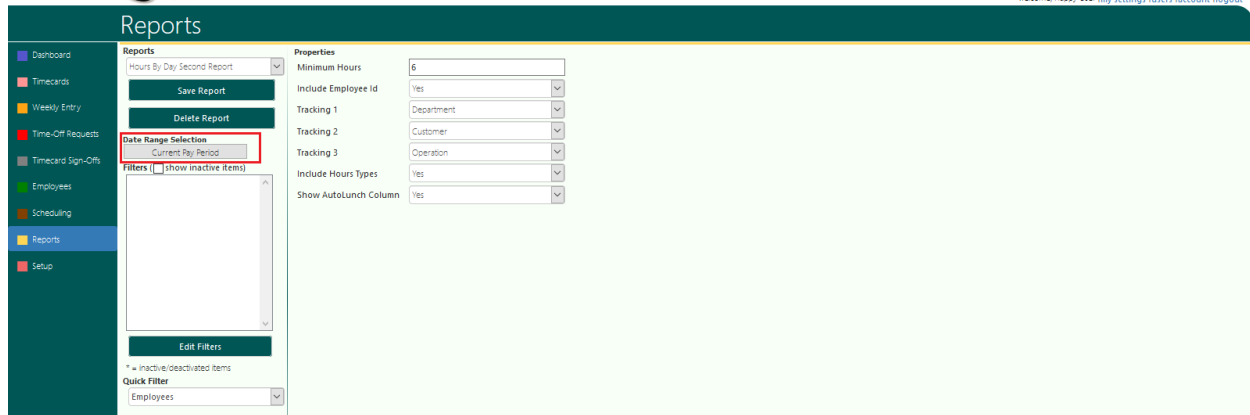 my settings
Reports
Dashboard
Timecards
Weekly Entry
Time-Off Requests
Timecard Sign-Offs
Employees
Scheduling
Reports
Setup
Reports
Hours By Day Second Report
Save Report
Delete Report
Date Range Selection
Current Pay Period
Filters ( show inactive items)
Edit Filters
* = inactive/deactivated items
Quick Filter
Employees
Properties
Minimum Hours 6
Include Employee Id Yes
Tracking 1 Department
Tracking 2 Customer
Tracking 3 Operation
Include Hours Types Yes
Show AutoLunch Column Yes